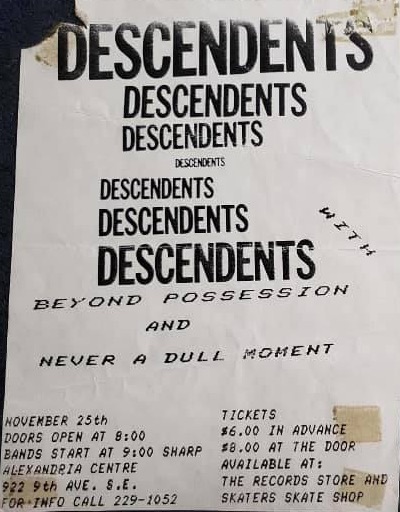 DESCENDENTS
DESCENDENTS
DESCENDENTS
DESCENDENTS
DESCENDENTS
DESCENDENTS
DESCENDENTS
WITH
BEYOND POSSESSION
AND
NEVER A DULL MOMENT
NOVEMBER 25th
DOORS OPEN AT 8:00
BANDS START AT 9:00 SHARP
ALEXANDRIA CENTRE
922 9th AVE. S.E.
FOR INFO CALL 229-1052
TICKETS
$6.00 IN ADVANCE
$8.00 AT THE DOOR
AVAILABLE AT:
THE RECORDS STORE AND
SKATERS SKATE SHOP